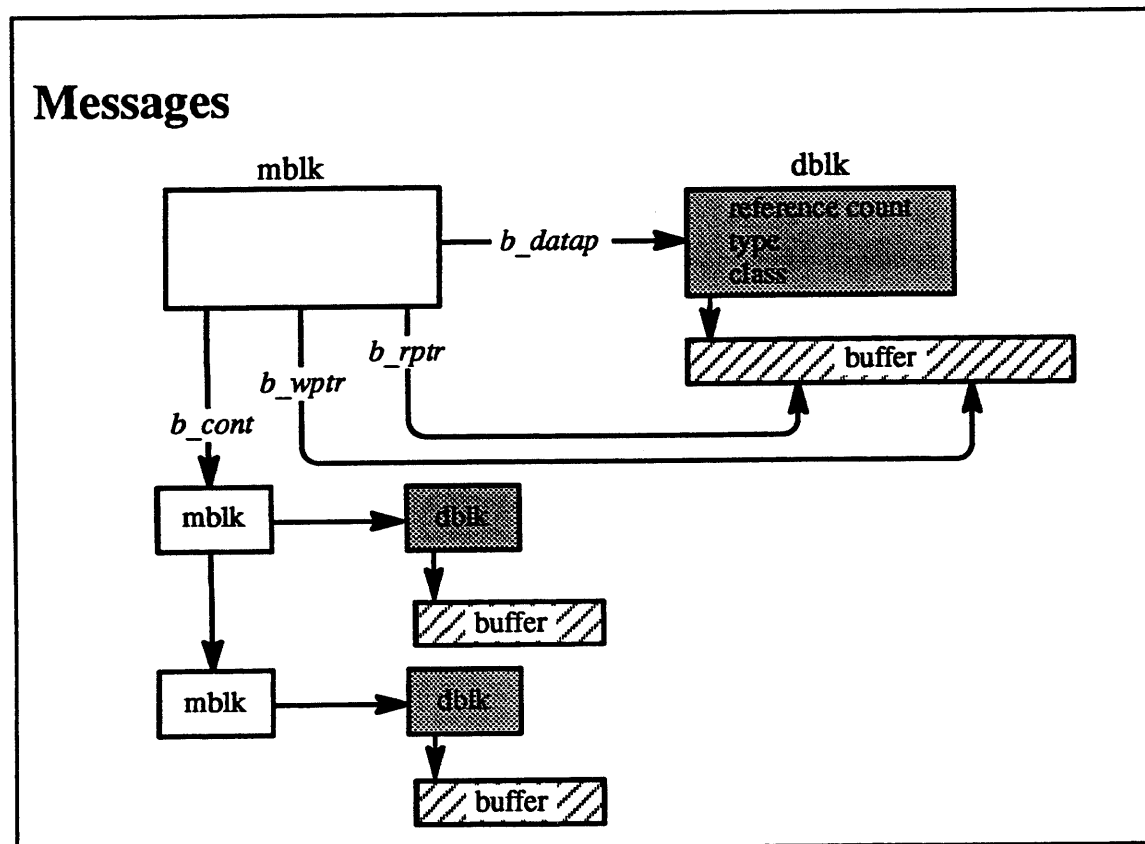 Messages
mblk
dblk
reference count
type
class
b_datap
buffer
b_rptr
b_wptr
b_cont
mblk
dblk
buffer
mblk
dblk
buffer